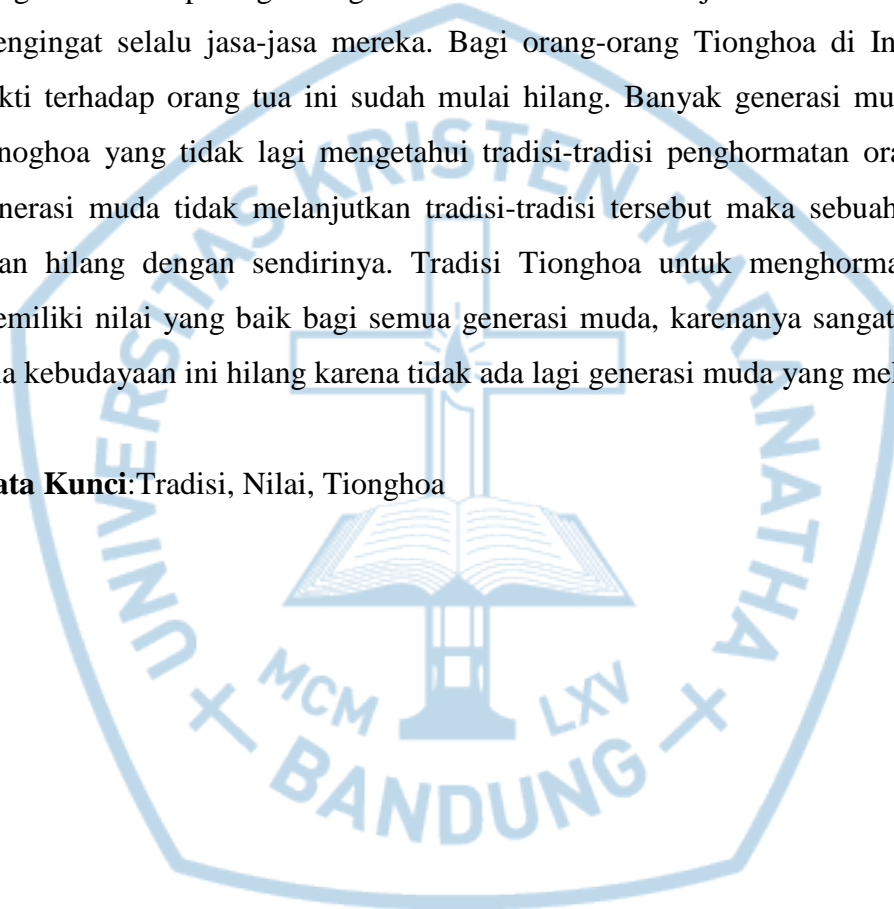 engingat selalu jasa-jasa mereka. Bagi orang-orang Tionghoa di In
kti terhadap orang tua ini sudah mulai hilang. Banyak generasi mu
noghoa yang tidak lagi mengetahui tradisi-tradisi penghormatan ora
nerasi muda tidak melanjutkan tradisi-tradisi tersebut maka sebuah
an hilang dengan sendirinya. Tradisi Tionghoa untuk menghorma
emiliki nilai yang baik bagi semua generasi muda, karenanya sangat
la kebudayaan ini hilang karena tidak ada lagi generasi muda yang mel
ata Kunci:Tradisi, Nilai, Tionghoa
UNIVERSITAS KRISTEN MARANATHA
MCM LXV
BANDUNG